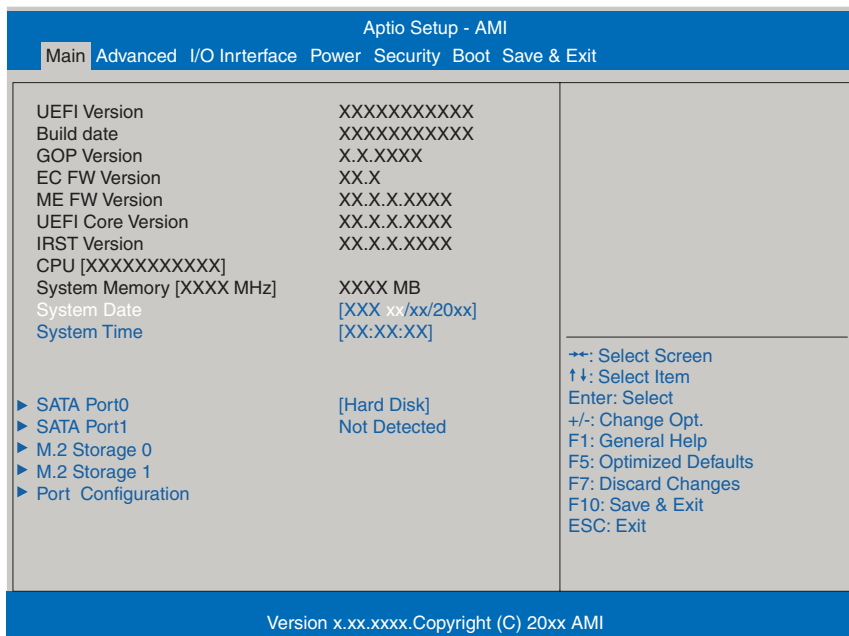 Aptio Setup - AMI
Main Advanced I/O Inrterface Power Security Boot Save & Exit
UEFI Version XXXXXXXXXXX
Build date XXXXXXXXXXX
GOP Version X.X.XXXX
EC FW Version XX.X
ME FW Version XX.X.X.XXXX
UEFI Core Version XX.X.X.XXXX
IRST Version XX.X.X.XXXX
CPU [XXXXXXXXXXX]
System Memory [XXXX MHz] XXXX MB
System Date [XXX xx/xx/20xx]
System Time [XX:XX:XX]
► SATA Port0 [Hard Disk]
► SATA Port1 Not Detected
► M.2 Storage 0
► M.2 Storage 1
► Port Configuration
→←: Select Screen
↑↓: Select Item
Enter: Select
+/-: Change Opt.
F1: General Help
F5: Optimized Defaults
F7: Discard Changes
F10: Save & Exit
ESC: Exit
Version x.xx.xxxx.Copyright (C) 20xx AMI